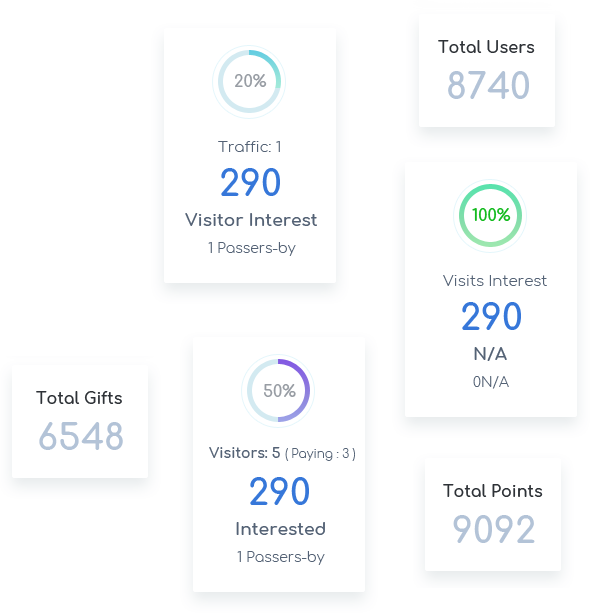 20%
Traffic: 1
290
Visitor Interest
1 Passers-by
Total Users
8740
100%
Visits Interest
290
N/A
0N/A
Total Gifts
6548
50%
Visitors: 5 ( Paying : 3 )
290
Interested
1 Passers-by
Total Points
9092